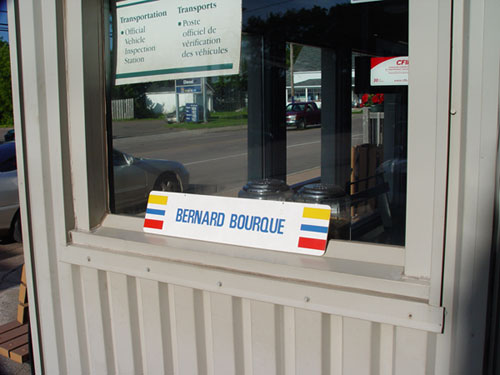 Transportation
• Official
Vehicle
Inspection
Station
Transports
• Poste
officiel de
vérification
des véhicules
BERNARD BOURQUE